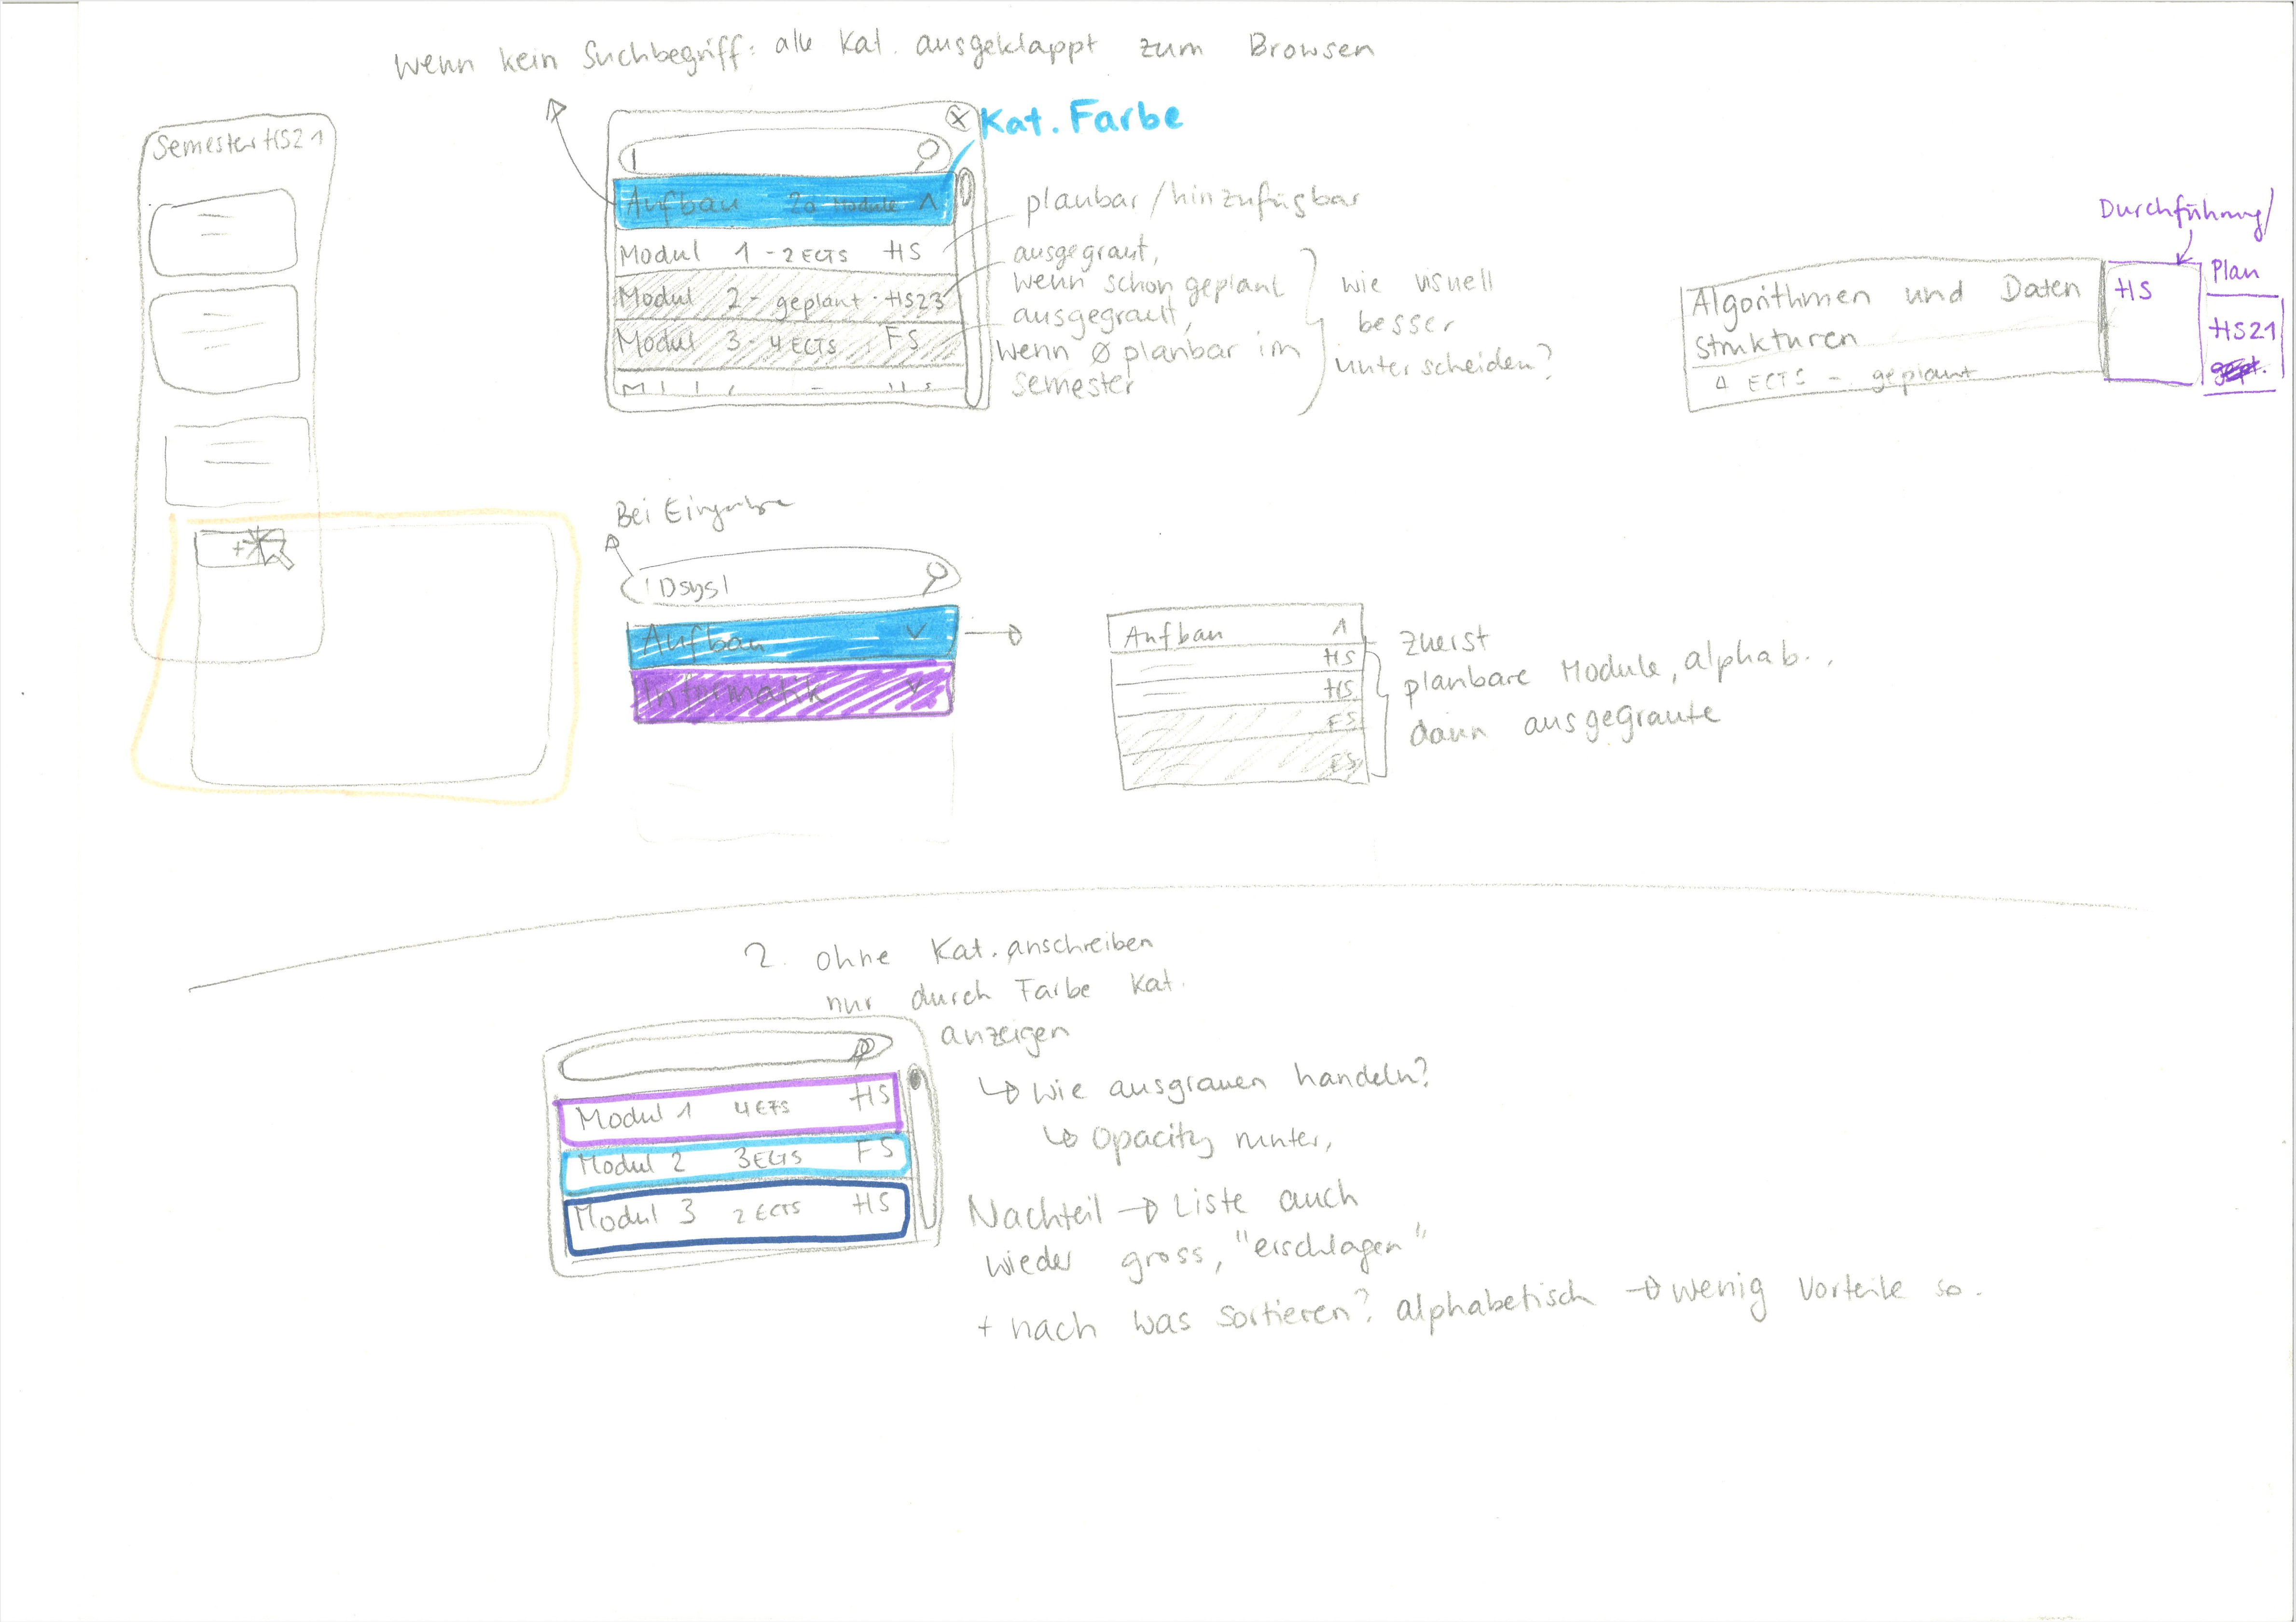 Wenn kein Suchbegriff: alle Kat. ausgeklappt zum Browsen
Semester HS21
Kat. Farbe
Aufbau 20 Module
Modul 1 - 2 ECTS HS
Modul 2 - geplant · HS23
Modul 3 - 4 ECTS FS
planbar / hinzufügbar
ausgegraut,
wenn schon geplant
ausgegraut,
wenn Ø planbar im
Semester
wie visuell
besser
unterscheiden?
Durchführung
Algorithmen und Daten
strukturen
4 ECTS - geplant
HS
Plan
HS21
gepl.
+
Bei Eingabe
Dsys
Aufbau
Informatik
Aufbau
HS
HS
FS
FS
zuerst
planbare Module, alphab.,
dann ausgegraute
2. ohne Kat. anschreiben
nur durch Farbe Kat.
anzeigen
↳ wie ausgrauen handeln?
↳ opacity runter,
Modul 1 4 ETS HS
Modul 2 3 ECTS FS
Modul 3 2 ECTS HS
Nachteil → Liste auch
wieder gross, "erschlagen"
+ nach was sortieren? alphabetisch → wenig Vorteile so.